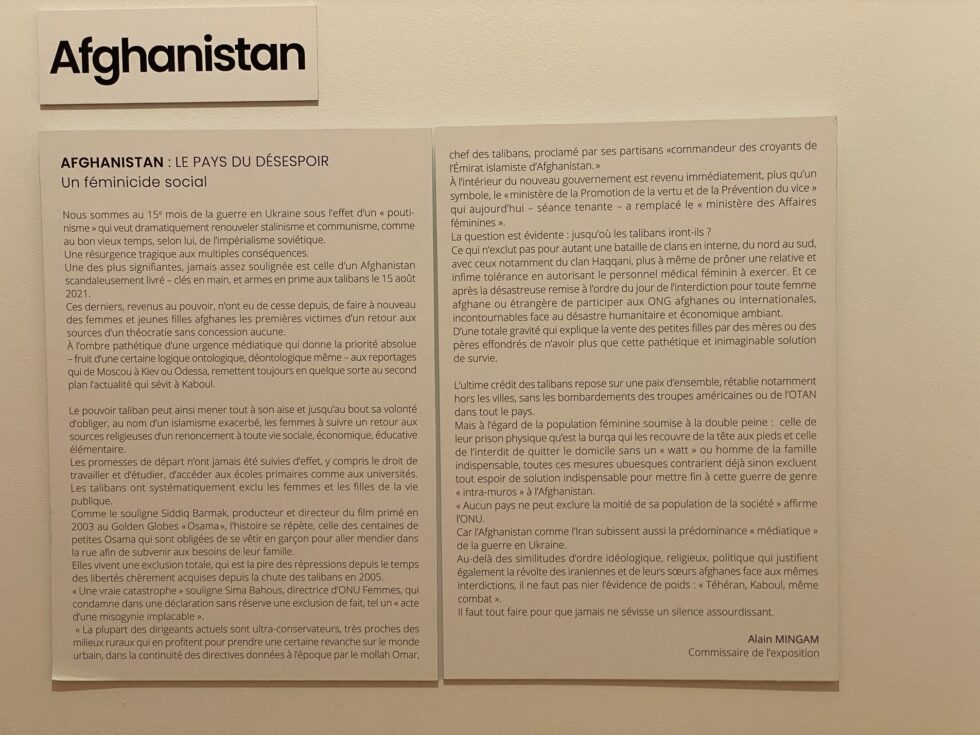 Afghanistan
AFGHANISTAN : LE PAYS DU DÉSESPOIR
Un féminicide social
Nous sommes au 15e mois de la guerre en Ukraine sous l'effet d'un « pouti-
nisme » qui veut dramatiquement renouveler stalinisme et communisme, comme
au bon vieux temps, selon lui, de l'impérialisme soviétique.
Une résurgence tragique aux multiples conséquences.
Une des plus signifiantes, jamais assez soulignée est celle d'un Afghanistan
scandaleusement livré – clés en main, et armes en prime aux talibans le 15 août
2021.
Ces derniers, revenus au pouvoir, n'ont eu de cesse depuis, de faire à nouveau
des femmes et jeunes filles afghans les premières victimes d'un retour aux
sources d'un théocratie sans concession aucune.
À l'ombre pathétique d'une urgence médiatique qui donne la priorité absolue
– fruit d'une certaine logique ontologique, déontologique même – aux reportages
qui de Moscou à Kiev ou Odessa, remettent toujours en quelque sorte au second
plan l'actualité qui sévit à Kaboul.
Le pouvoir taliban peut ainsi mener tout à son aise et jusqu'au bout sa volonté
d'obliger, au nom d'un islamisme exacerbé, les femmes à suivre un retour aux
sources religieuses d'un renoncement à toute vie sociale, économique, éducative
élémentaire.
Les promesses de départ n'ont jamais été suivies d'effet, y compris le droit de
travailler et d'étudier, d'accéder aux écoles primaires comme aux universités.
Les talibans ont systématiquement exclu les femmes et les filles de la vie
publique.
Comme le souligne Siddiq Barmak, producteur et directeur du film primé en
2003 au Golden Globes «Osama», l'histoire se répète, celle des centaines de
petites Osama qui sont obligées de se vêtir en garçon pour aller mendier dans
la rue afin de subvenir aux besoins de leur famille.
Elles vivent une exclusion totale, qui est la pire des répressions depuis le temps
des libertés chèrement acquises depuis la chute des talibans en 2005.
« Une vraie catastrophe » souligne Sima Bahous, directrice d'ONU Femmes, qui
condamne dans une déclaration sans réserve une exclusion de fait, tel un « acte
d'une misogynie implacable ».
« La plupart des dirigeants actuels sont ultra-conservateurs, très proches des
milieux ruraux qui en profitent pour prendre une certaine revanche sur le monde
urbain, dans la continuité des directives données à l'époque par le mollah Omar,
chef des talibans, proclamé par ses partisans «commandeur des croyants de
l'Émirat islamiste d'Afghanistan. »
À l'intérieur du nouveau gouvernement est revenu immédiatement, plus qu'un
symbole, le «ministère de la Promotion de la vertu et de la Prévention du vice »
qui aujourd'hui – séance tenante – a remplacé le « ministère des Affaires
féminines ».
La question est évidente : jusqu'où les talibans iront-ils ?
Ce qui n'exclut pas pour autant une bataille de clans en interne, du nord au sud,
avec ceux notamment du clan Haqqani, plus à même de prôner une relative et
infime tolérance en autorisant le personnel médical féminin à exercer. Et ce
après la désastreuse remise à l'ordre du jour de l'interdiction pour toute femme
afghane ou étrangère de participer aux ONG afghanes ou internationales,
incontournables face au désastre humanitaire et économique ambiant.
D'une totale gravité qui explique la vente des petites filles par des mères ou des
pères effondrés de n'avoir plus que cette pathétique et inimaginable solution
de survie.
L'ultime crédit des talibans repose sur une paix d'ensemble, rétablie notamment
hors les villes, sans les bombardements des troupes américaines ou de l'OTAN
dans tout le pays.
Mais à l'égard de la population féminine soumise à la double peine : celle de
leur prison physique qu'est la burqa qui les recouvre de la tête aux pieds et celle
de l'interdit de quitter le domicile sans un « watt » ou homme de la famille
indispensable, toutes ces mesures ubuesques contrarient déjà sinon excluent
tout espoir de solution indispensable pour mettre fin à cette guerre de genre
« intra-muros » à l'Afghanistan.
« Aucun pays ne peut exclure la moitié de sa population de la société » affirme
l'ONU.
Car l'Afghanistan comme l'Iran subissent aussi la prédominance « médiatique »
de la guerre en Ukraine.
Au-delà des similitudes d'ordre idéologique, religieux, politique qui justifient
également la révolte des iraniennes et de leurs sœurs afghanes face aux mêmes
interdictions, il ne faut pas nier l'évidence de poids : « Téhéran, Kaboul, même
combat ».
Il faut tout faire pour que jamais ne sévisse un silence assourdissant.
Alain MINGAM
Commissaire de l'exposition